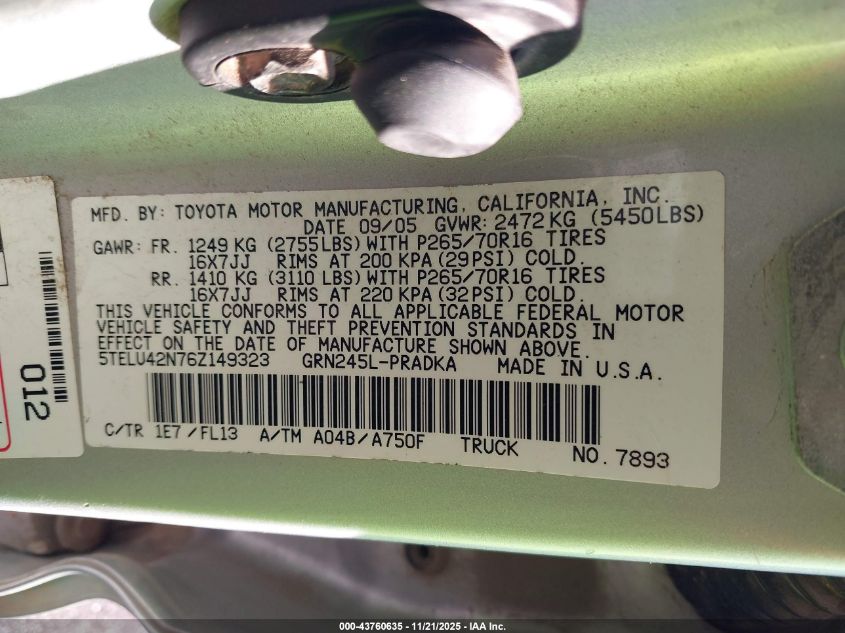 MFD. BY: TOYOTA MOTOR MANUFACTURING, CALIFORNIA, INC.
DATE 09/05 GVWR: 2472 KG (5450LBS)
GAWR: FR. 1249 KG (2755LBS) WITH P265/70R16 TIRES
16X7JJ RIMS AT 200 KPA (29PSI) COLD.
RR. 1410 KG (3110 LBS) WITH P265/70R16 TIRES
16X7JJ RIMS AT 220 KPA (32PSI) COLD.
THIS VEHICLE CONFORMS TO ALL APPLICABLE FEDERAL MOTOR
VEHICLE SAFETY AND THEFT PREVENTION STANDARDS IN
EFFECT ON THE DATE OF MANUFACTURE SHOWN ABOVE.
5TELU42N76Z149323 GRN245L-PRADKA MADE IN U.S.A.
C/TR 1E7 /FL13 A/TM A04B/A750F TRUCK NO. 7893
012
000-43760635 - 11/21/2025 - IAA Inc.